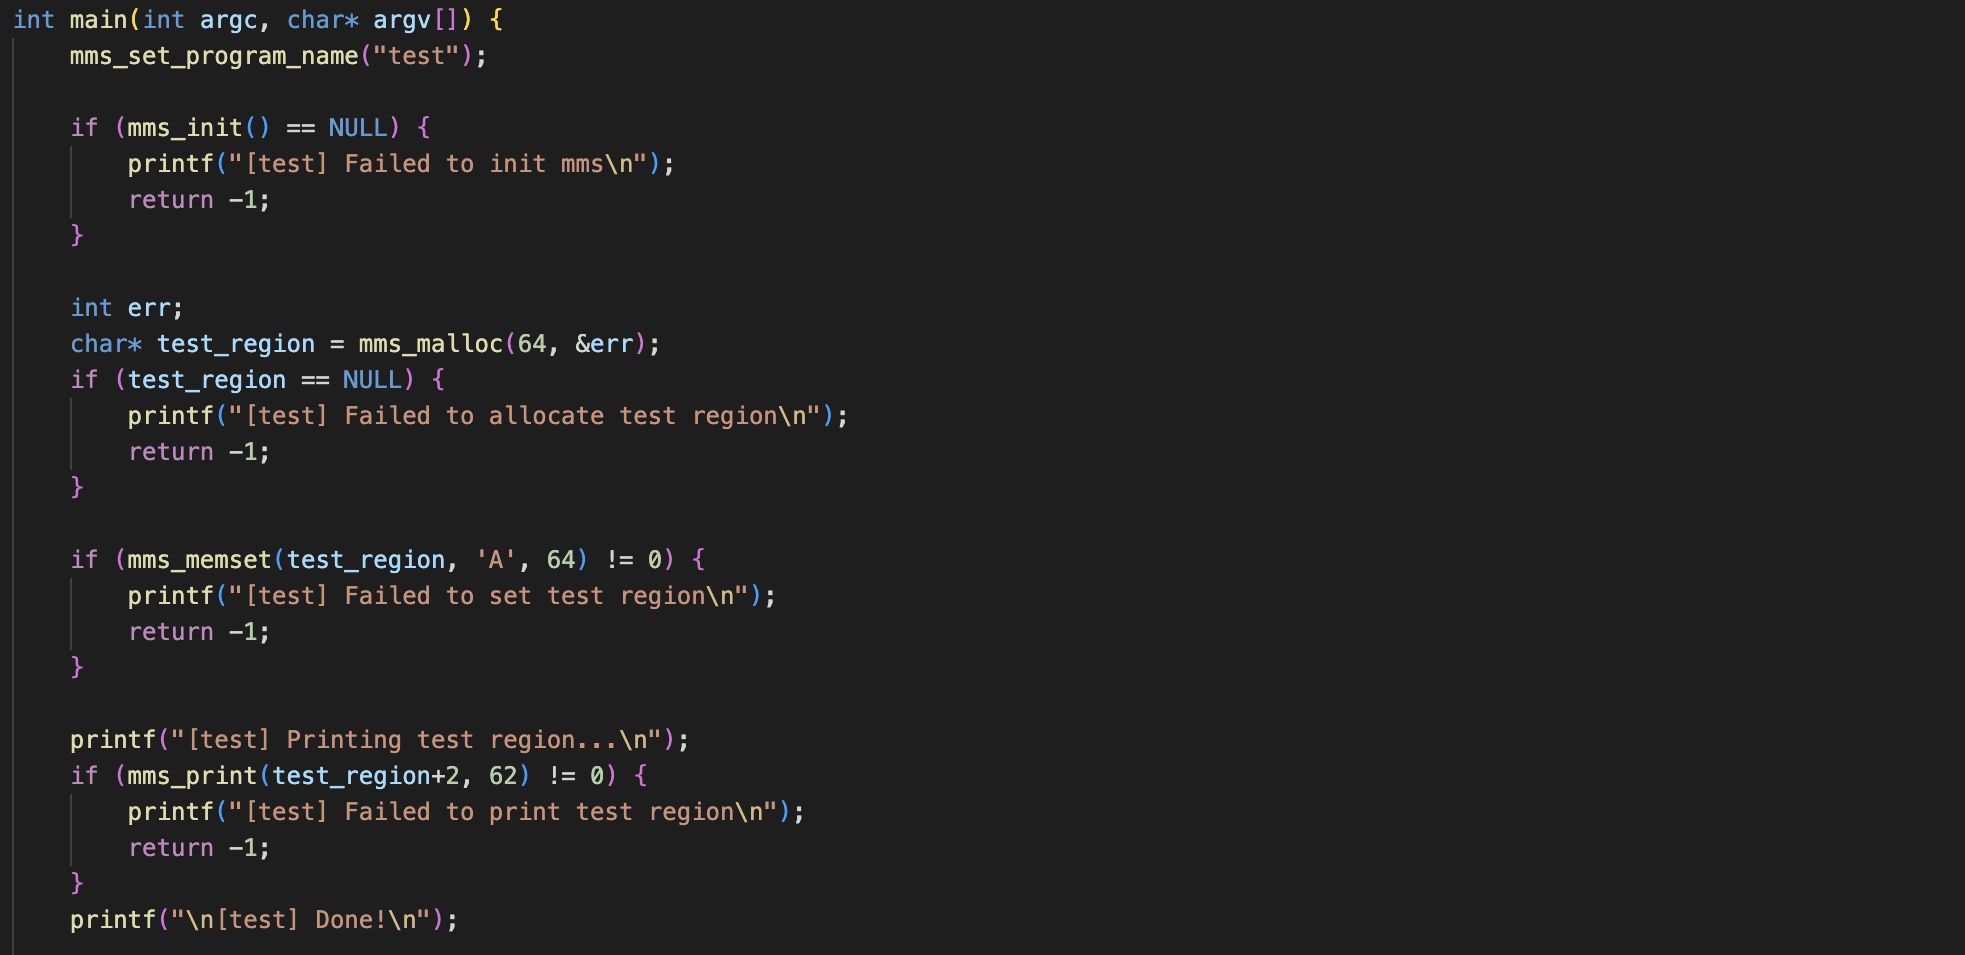 int main(int argc, char* argv[]) {
    mms_set_program_name("test");

    if (mms_init() == NULL) {
        printf("[test] Failed to init mms\n");
        return -1;
    }

    int err;
    char* test_region = mms_malloc(64, &err);
    if (test_region == NULL) {
        printf("[test] Failed to allocate test region\n");
        return -1;
    }

    if (mms_memset(test_region, 'A', 64) != 0) {
        printf("[test] Failed to set test region\n");
        return -1;
    }

    printf("[test] Printing test region...\n");
    if (mms_print(test_region+2, 62) != 0) {
        printf("[test] Failed to print test region\n");
        return -1;
    }
    printf("\n[test] Done!\n");